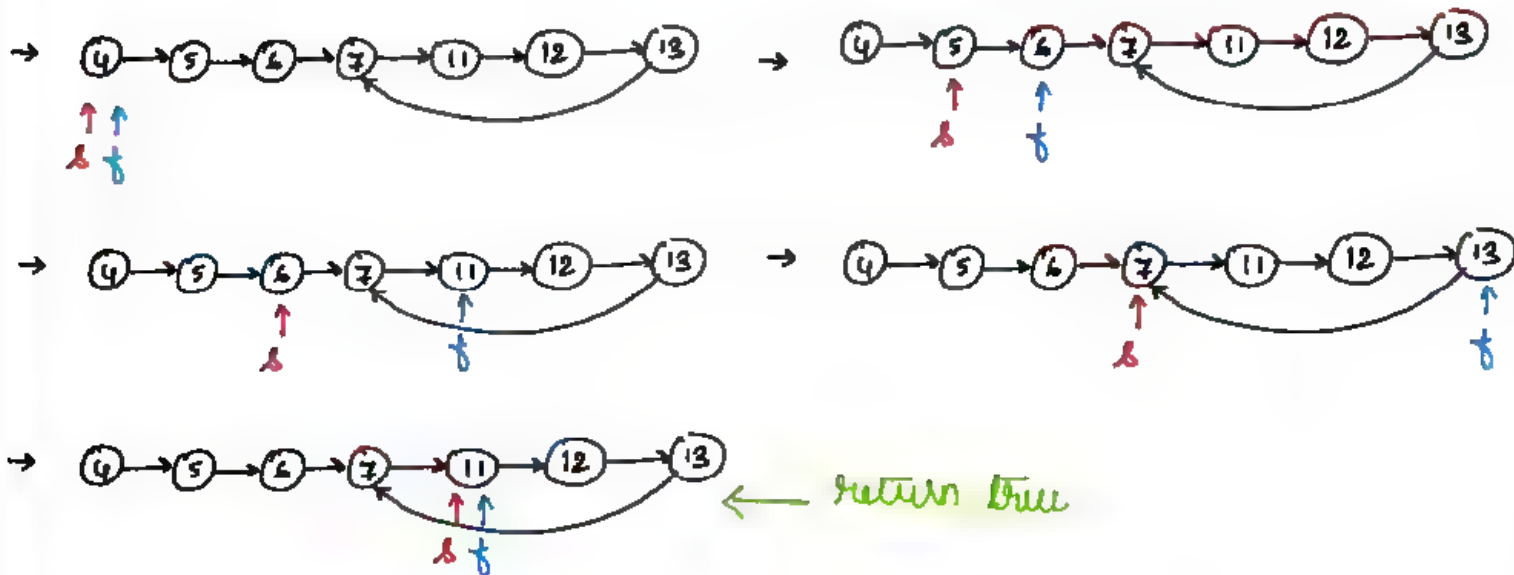 → 4 → 5 → 6 → 7 → 11 → 12 → 13
s f
→ 4 → 5 → 6 → 7 → 11 → 12 → 13
s f
→ 4 → 5 → 6 → 7 → 11 → 12 → 13
s f
→ 4 → 5 → 6 → 7 → 11 → 12 → 13
s f
→ 4 → 5 → 6 → 7 → 11 → 12 → 13
s f
← return true